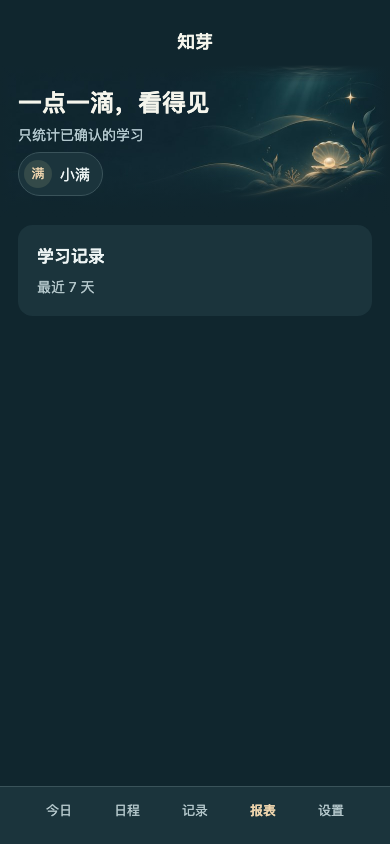 知芽
一点一滴，看得见
只统计已确认的学习
满 小满
学习记录
最近 7 天
今日 日程 记录 报表 设置